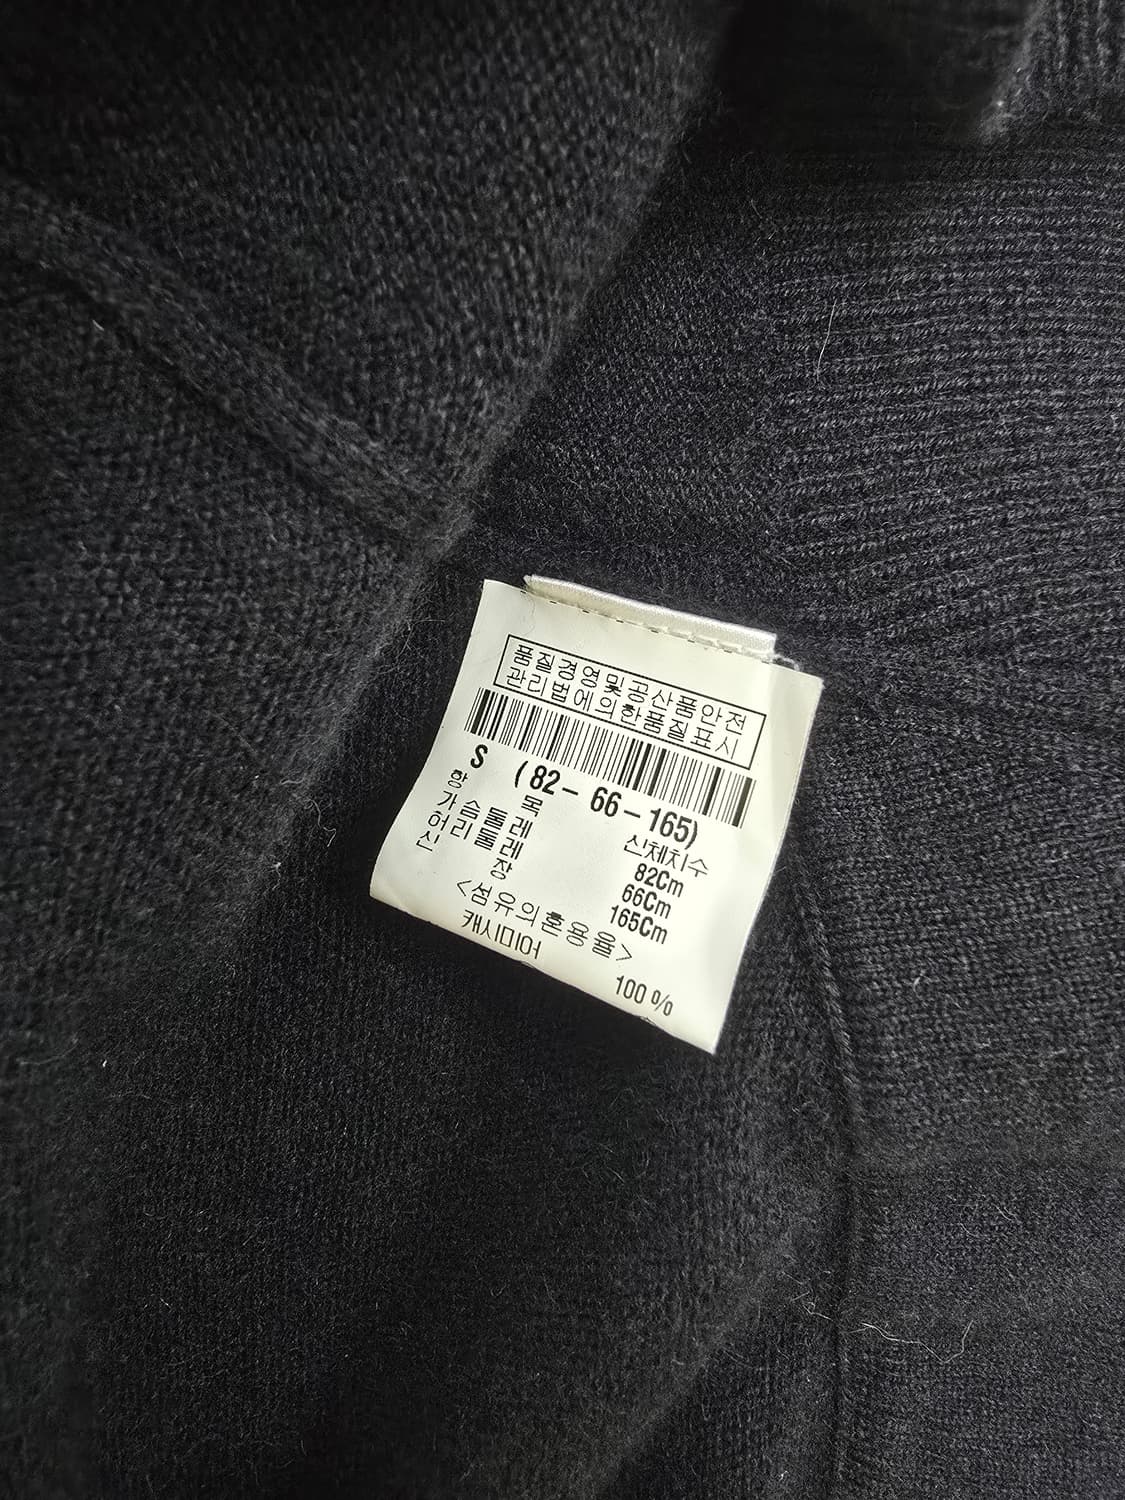 품질경영및공산품안전
관리법에의한품질표시
S (82-66-165)
항 목 신체치수
가 슴 둘 레 82Cm
허 리 둘 레 66Cm
신 장 165Cm
<섬유의혼용율>
캐시미어 100 %